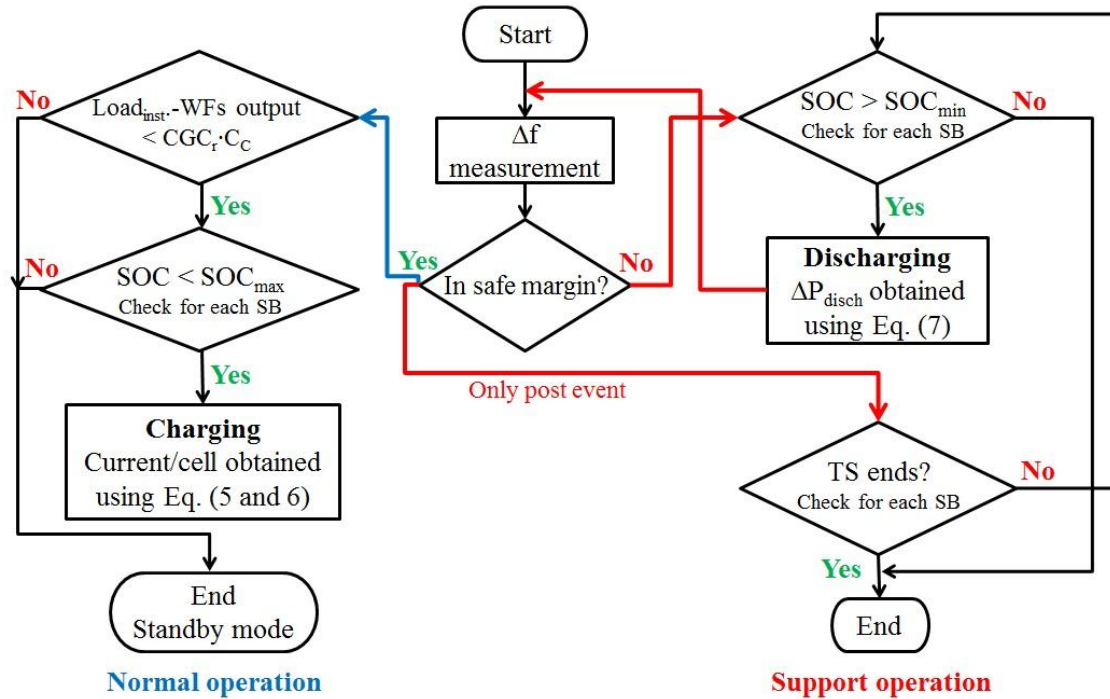 Start
Δf
measurement
In safe margin?
Yes
No
Load_inst.-WFs output
< CGC_r·C_C
No
Yes
SOC < SOC_max
Check for each SB
No
Yes
Charging
Current/cell obtained
using Eq. (5 and 6)
End
Standby mode
Normal operation
SOC > SOC_min
Check for each SB
No
Yes
Discharging
ΔP_disch obtained
using Eq. (7)
Only post event
TS ends?
Check for each SB
No
Yes
End
Support operation